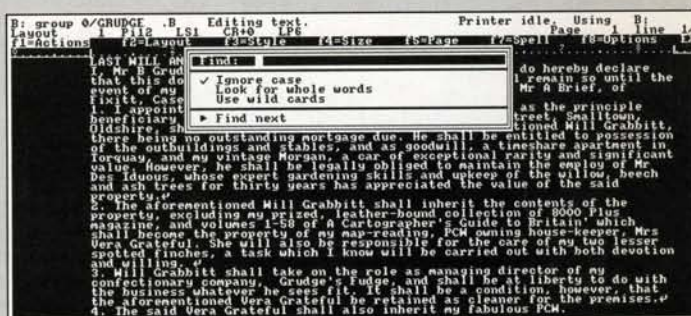 B: group 0/GRUDGE .B Editing text. Printer idle. Using B:
Layout 1 Pi12 LS1 CR+0 LP6 Page 1 line 14
f1=Actions f2=Layout f3=Style f4=Size f5=Page f7=Spell f8=Options
LAST WILL AN
Find:
I, Mr B Grud do hereby declare
that this do I remain so until the
✓ Ignore case
event of my Mr A Brief, of
Look for whole words
Fixitt, Case
Use wild cards
1. I appoint as the principle
beneficiary treet, Smalltown,
► Find next
Oldshire sh tioned Will Grabbitt,
there being no outstanding mortgage due. He shall be entitled to possession
of the outbuildings and stables, and as goodwill, a timeshare apartment in
Torquay, and my vintage Morgan, a car of exceptional rarity and significant
value. However, he shall be legally obliged to maintain the employ of Mr
Des Iduous, whose expert gardening skills and upkeep of the willow, beech
and ash trees for thirty years has appreciated the value of the said
property.↵
2. The aforementioned Will Grabbitt shall inherit the contents of the
property, excluding my prized, leather-bound collection of 8000 Plus
magazine, and volumes 1-58 of 'A Cartographer's Guide to Britain' which
shall become the property of my map-reading, PCW owning house-keeper, Mrs
Vera Grateful. She will also be responsible for the care of my two lesser
spotted finches, a task which I know will be carried out with both devotion
and willing.↵
3. Will Grabbitt shall take on the role as managing director of my
confectionary company, 'Grudge's Fudge, and shall be at liberty to do with
the business whatever he sees fit. It shall be a condition, however, that
the aforementioned Vera Grateful be retained as cleaner for the premises.↵
4. The said Vera Grateful shall also inherit my fabulous PCW.